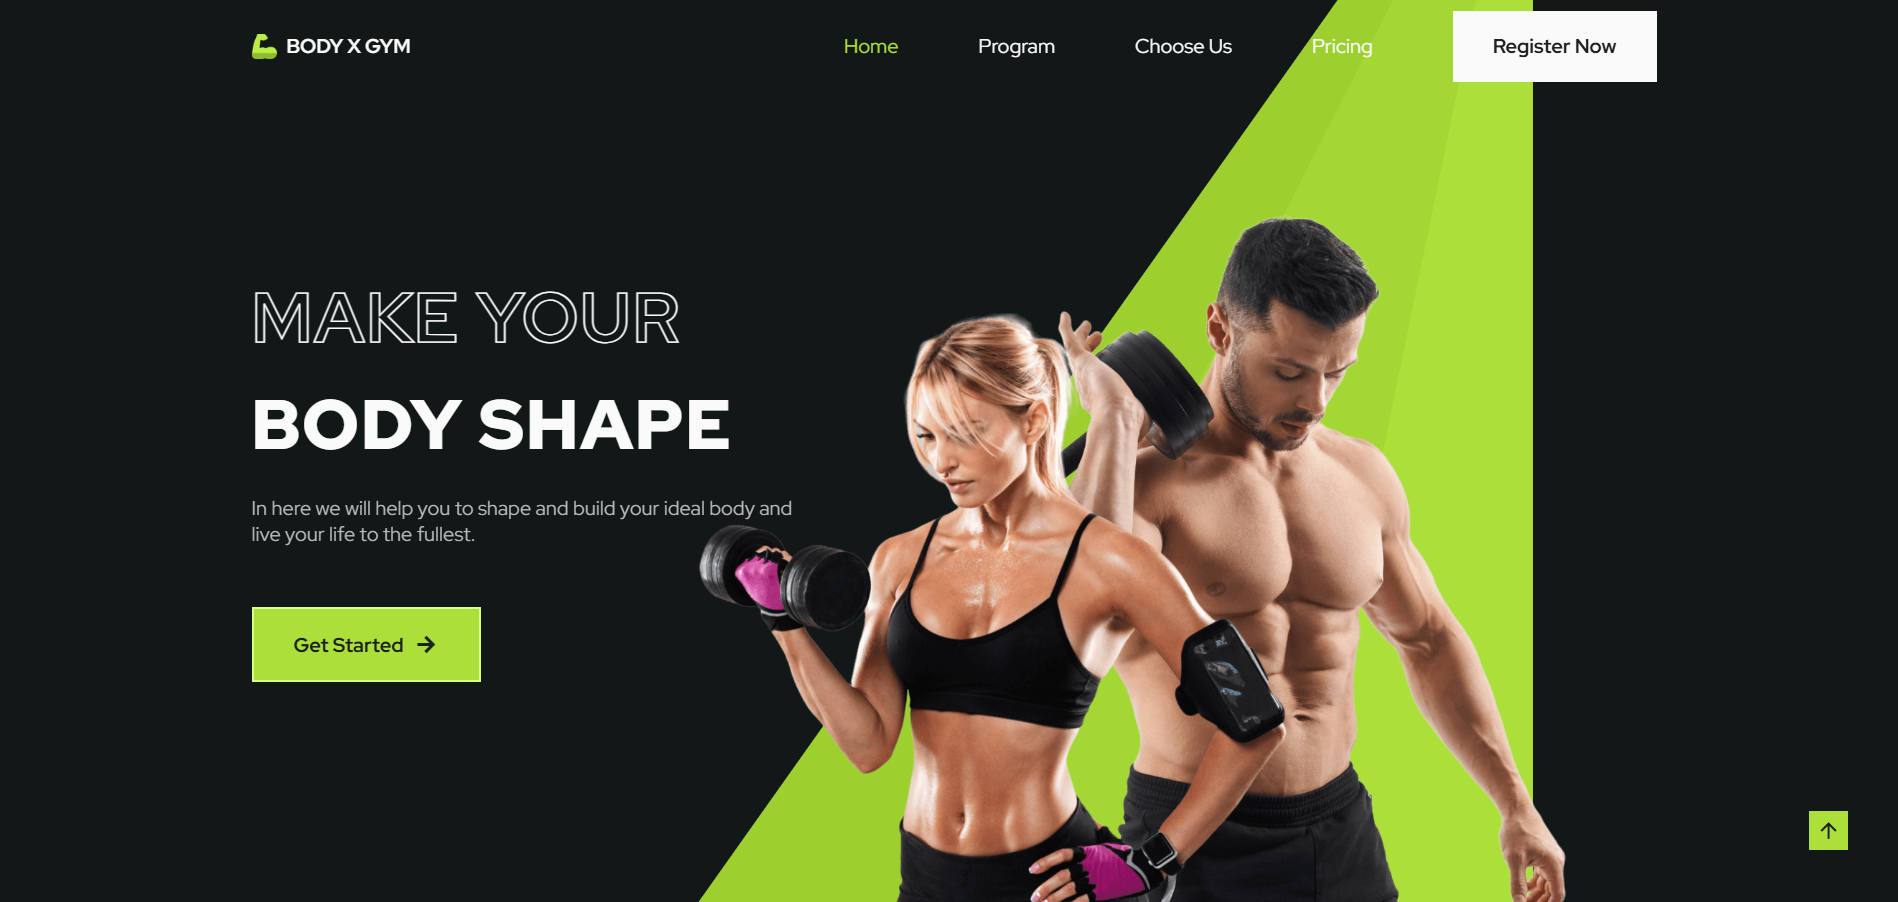 BODY X GYM
Home
Program
Choose Us
Pricing
Register Now
MAKE YOUR
BODY SHAPE
In here we will help you to shape and build your ideal body and
live your life to the fullest.
Get Started